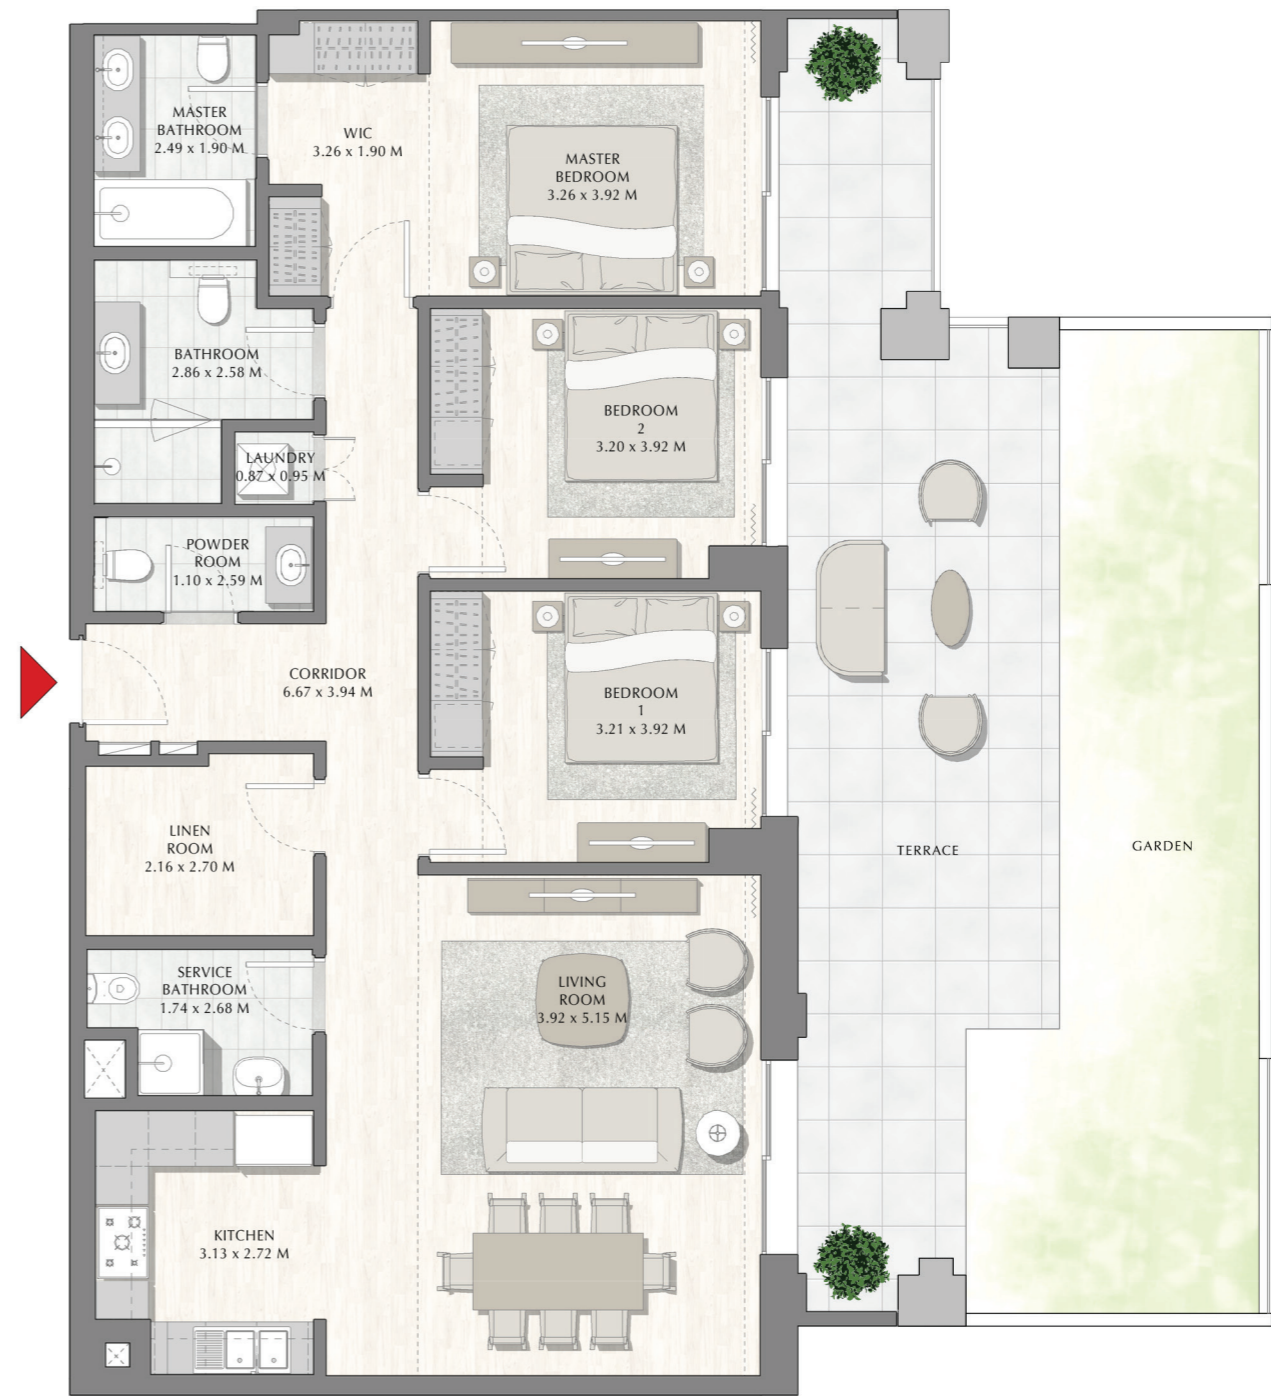 MASTER
BATHROOM
2.49 x 1.90 M
WIC
3.26 x 1.90 M
MASTER
BEDROOM
3.26 x 3.92 M
BATHROOM
2.86 x 2.58 M
BEDROOM
2
3.20 x 3.92 M
LAUNDRY
0.87 x 0.95 M
POWDER
ROOM
1.10 x 2.59 M
CORRIDOR
6.67 x 3.94 M
BEDROOM
1
3.21 x 3.92 M
LINEN
ROOM
2.16 x 2.70 M
TERRACE
GARDEN
SERVICE
BATHROOM
1.74 x 2.68 M
LIVING
ROOM
3.92 x 5.15 M
KITCHEN
3.13 x 2.72 M